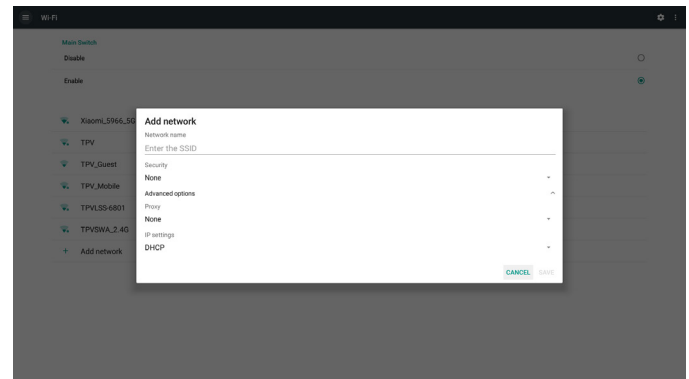 Wi-Fi
Main Switch
Disable
Enable
Xiaomi_5966_5G
TPV
TPV_Guest
TPV_Mobile
TPVLSS-6801
TPVSWA_2.4G
Add network
Add network
Network name
Enter the SSID
Security
None
Advanced options
Proxy
None
IP settings
DHCP
CANCEL SAVE